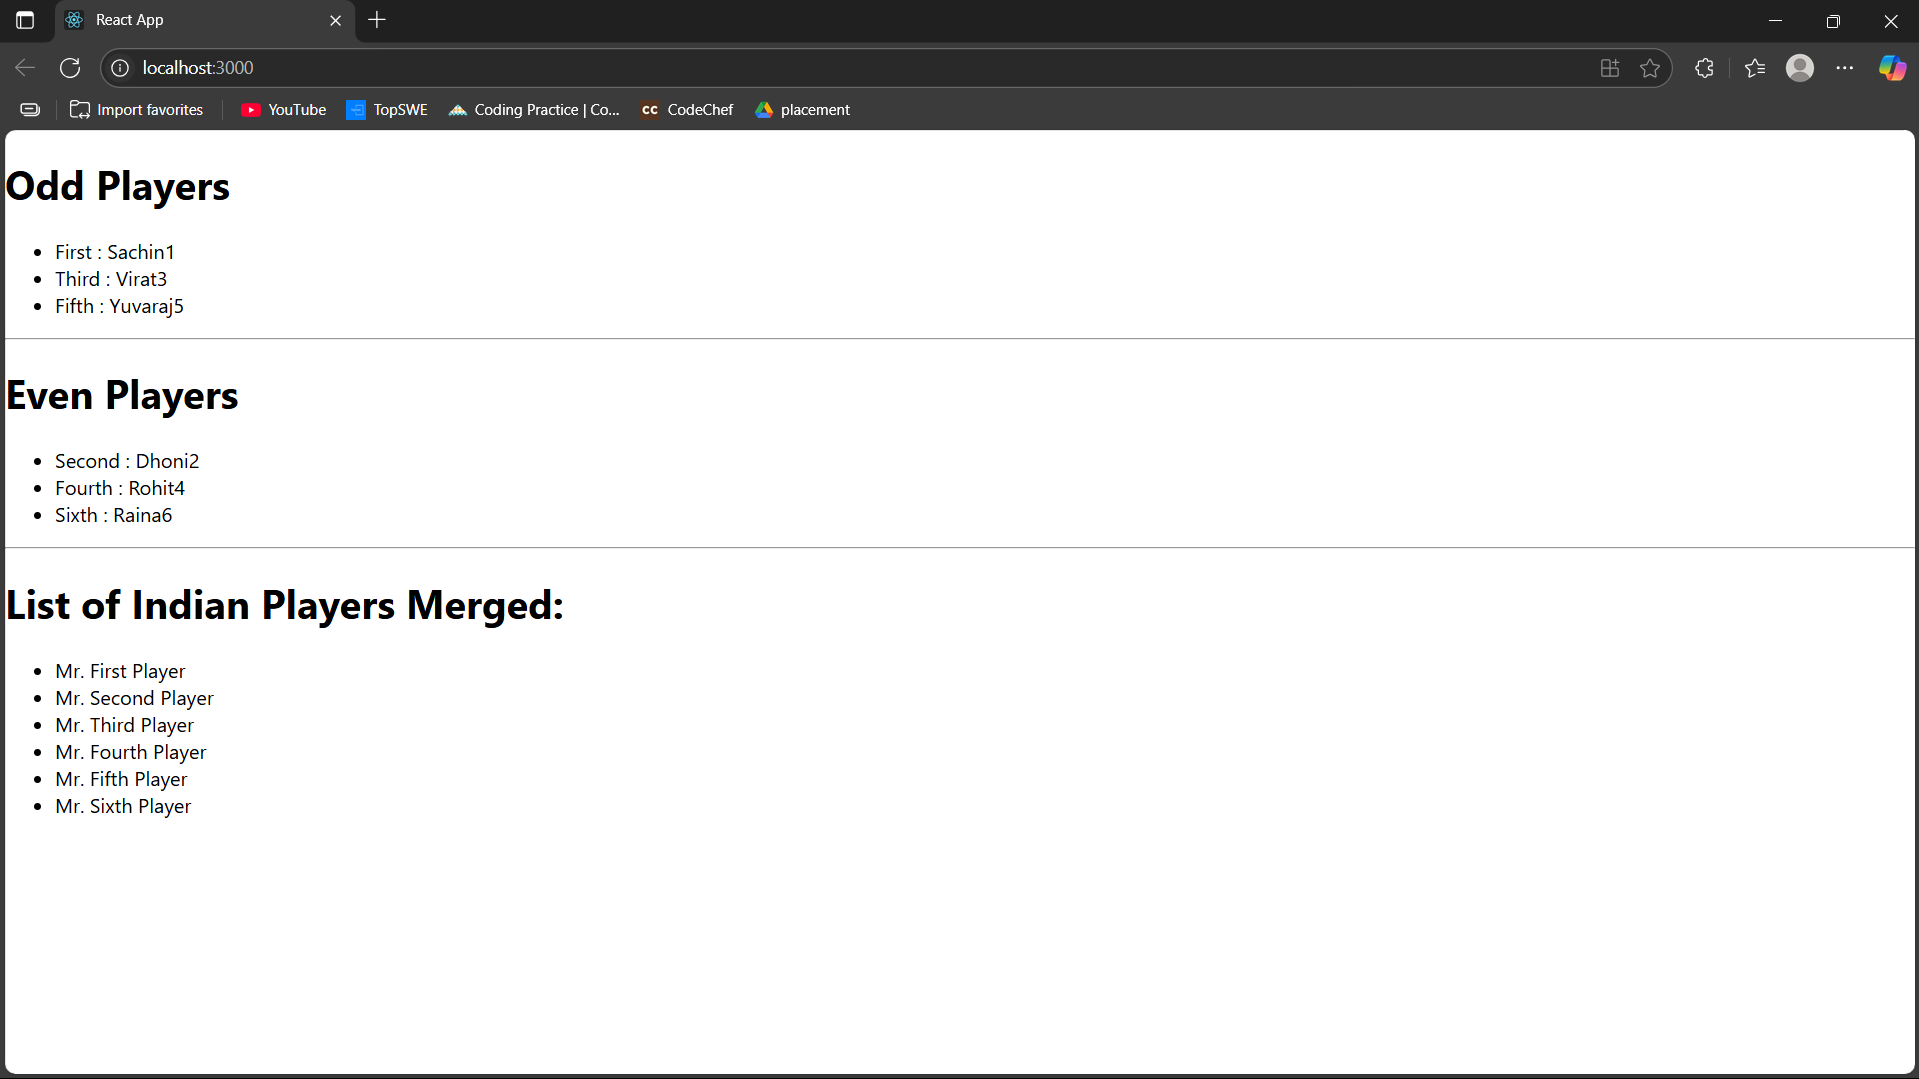 React App
localhost:3000
Import favorites YouTube TopSWE Coding Practice | Co... CC CodeChef placement
Odd Players
First : Sachin1
Third : Virat3
Fifth : Yuvaraj5
Even Players
Second : Dhoni2
Fourth : Rohit4
Sixth : Raina6
List of Indian Players Merged:
Mr. First Player
Mr. Second Player
Mr. Third Player
Mr. Fourth Player
Mr. Fifth Player
Mr. Sixth Player